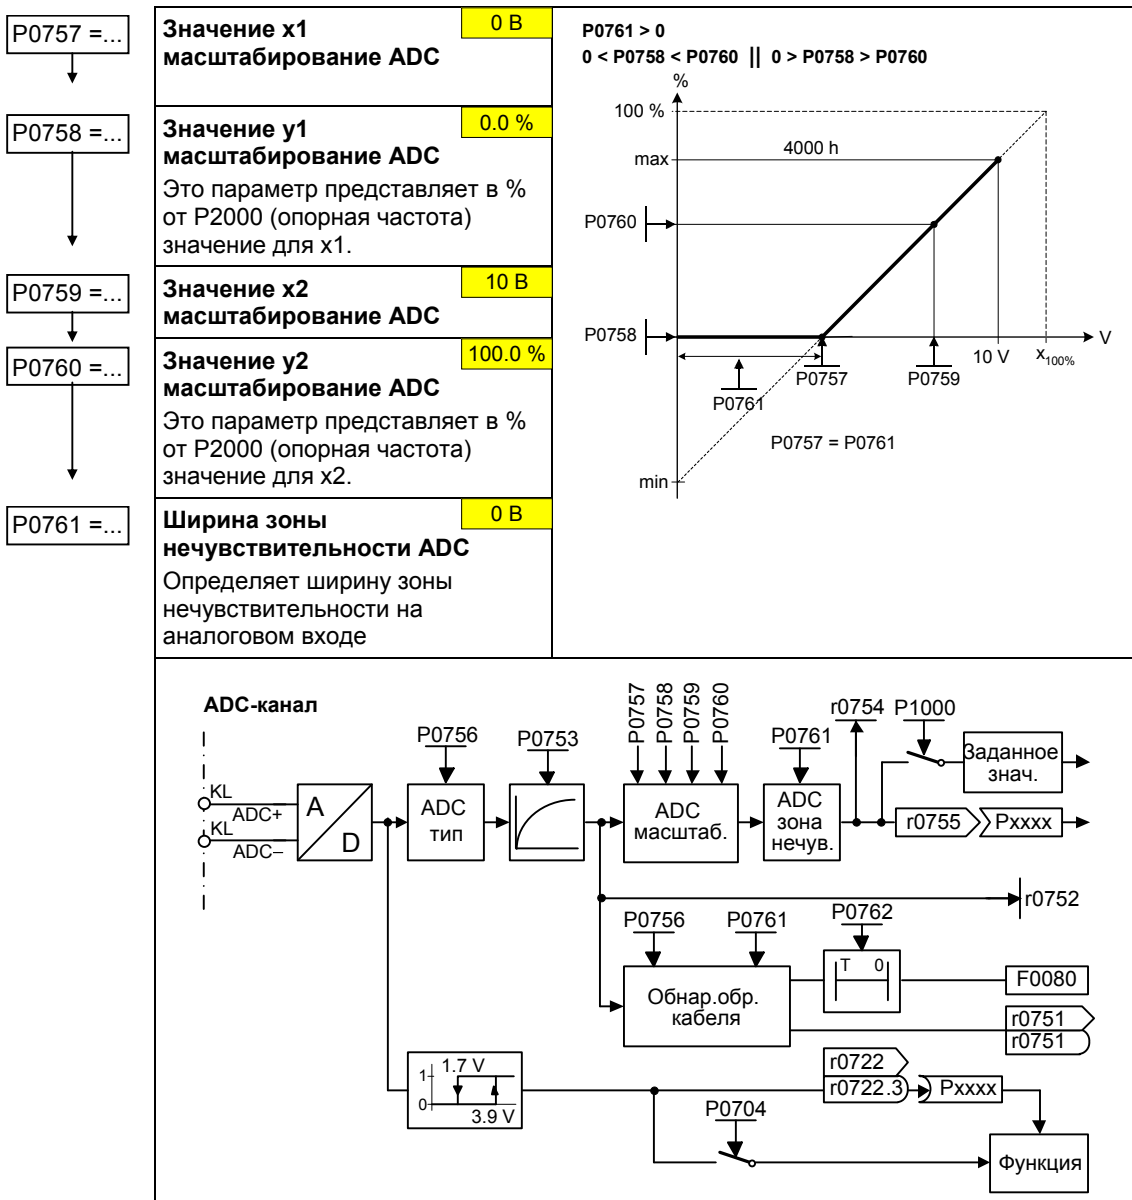 P0757 =...
Значение x1
масштабирование ADC
0 В
P0758 =...
Значение y1
масштабирование ADC
0.0 %
Это параметр представляет в %
от P2000 (опорная частота)
значение для x1.
P0759 =...
Значение x2
масштабирование ADC
10 В
P0760 =...
Значение y2
масштабирование ADC
100.0 %
Это параметр представляет в %
от P2000 (опорная частота)
значение для x2.
P0761 =...
Ширина зоны
нечувствительности ADC
0 В
Определяет ширину зоны
нечувствительности на
аналоговом входе
P0761 > 0
0 < P0758 < P0760 || 0 > P0758 > P0760
%
100 %
4000 h
max
P0760
P0758
V
10 V
x100%
P0757
P0759
P0761
P0757 = P0761
min
ADC-канал
P0757
P0758
P0759
P0760
r0754
P1000
P0756
P0753
P0761
Заданное
знач.
KL
ADC+
KL
ADC−
A
D
ADC
тип
ADC
масштаб.
ADC
зона
нечув.
r0755
Pxxxx
r0752
P0756
P0761
P0762
T 0
Обнар.обр.
кабеля
F0080
r0751
r0751
1.7 V
1
0
3.9 V
r0722
r0722.3
Pxxxx
P0704
Функция